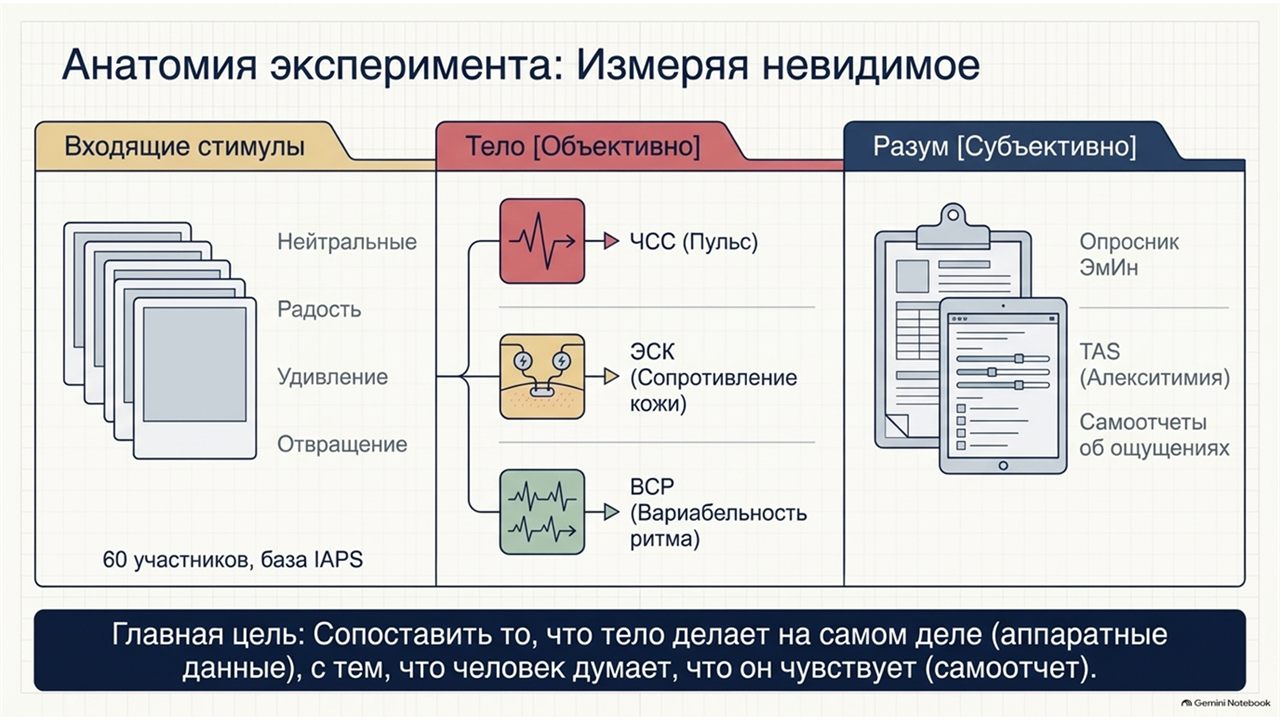 Анатомия эксперимента: Измеряя невидимое
Входящие стимулы
Нейтральные
Радость
Удивление
Отвращение
60 участников, база IAPS
Тело [Объективно]
ЧСС (Пульс)
ЭСК
(Сопротивление
кожи)
ВСР
(Вариабельность
ритма)
Разум [Субъективно]
Опросник
ЭмИн
TAS
(Алекситимия)
Самоотчеты
об ощущениях
Главная цель: Сопоставить то, что тело делает на самом деле (аппаратные
данные), с тем, что человек думает, что он чувствует (самоотчет).
Gemini Notebook